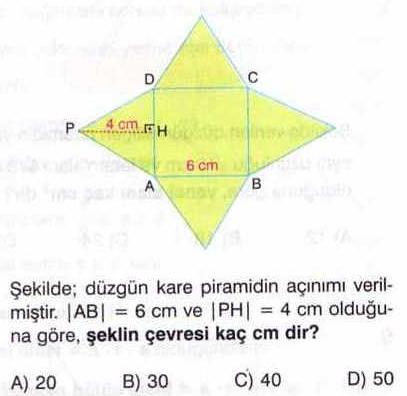 D C
P 4 cm H
6 cm
A B
Şekilde; düzgün kare piramidin açınımı veril-
miştir. |AB| = 6 cm ve |PH| = 4 cm olduğu-
na göre, şeklin çevresi kaç cm dir?
A) 20 B) 30 C) 40 D) 50